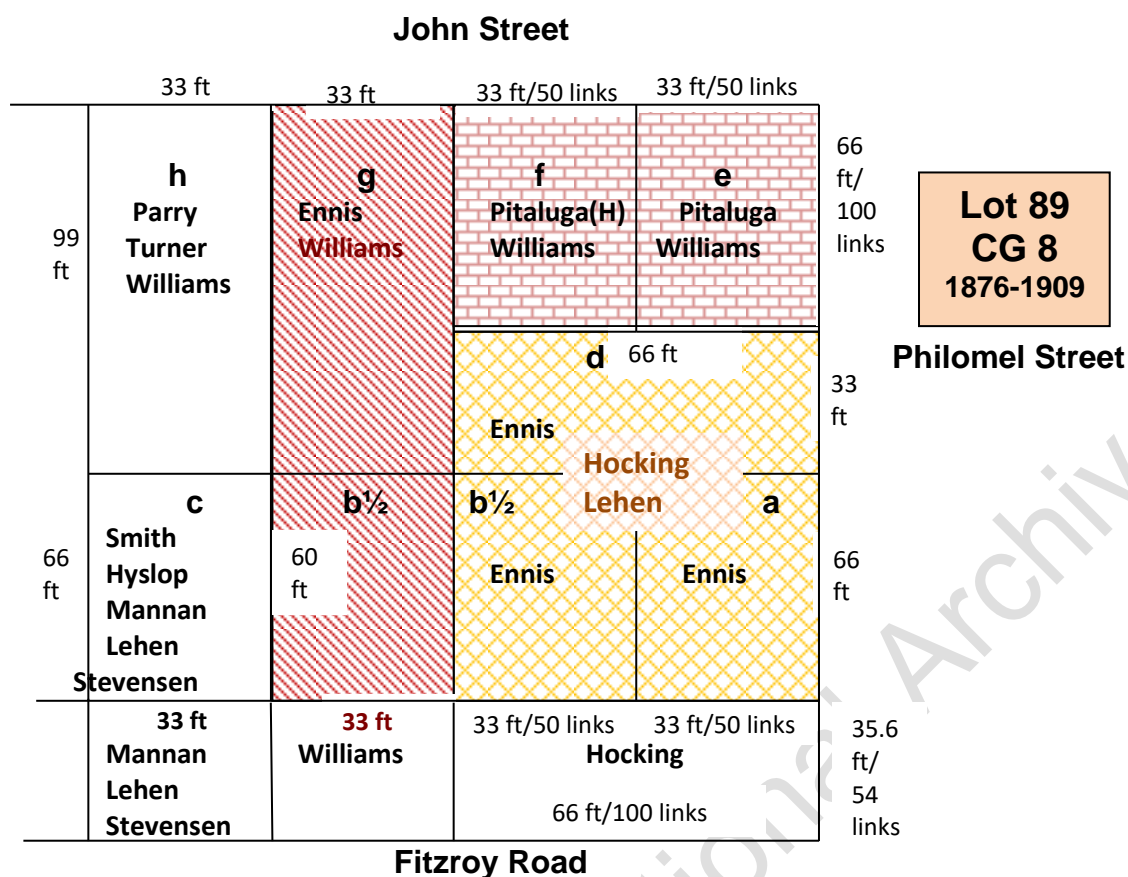 John Street
33 ft 33 ft 33 ft/50 links 33 ft/50 links
h
Parry
Turner
Williams
g
Ennis
Williams
f
Pitaluga(H)
Williams
e
Pitaluga
Williams
99
ft
66
ft/
100
links
Lot 89
CG 8
1876-1909
Philomel Street
d 66 ft
Ennis
33
ft
Hocking
Lehen
c
Smith
Hyslop
Mannan
Lehen
Stevensen
66
ft
b½
60
ft
b½
Ennis
a
Ennis
66
ft
33 ft
Mannan
Lehen
Stevensen
33 ft
Williams
33 ft/50 links 33 ft/50 links
Hocking
66 ft/100 links
35.6
ft/
54
links
Fitzroy Road